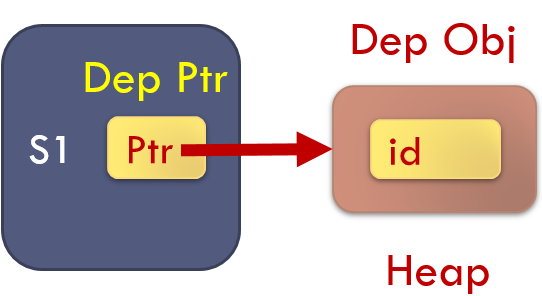 Dep Obj
Dep Ptr
S1
Ptr
id
Heap